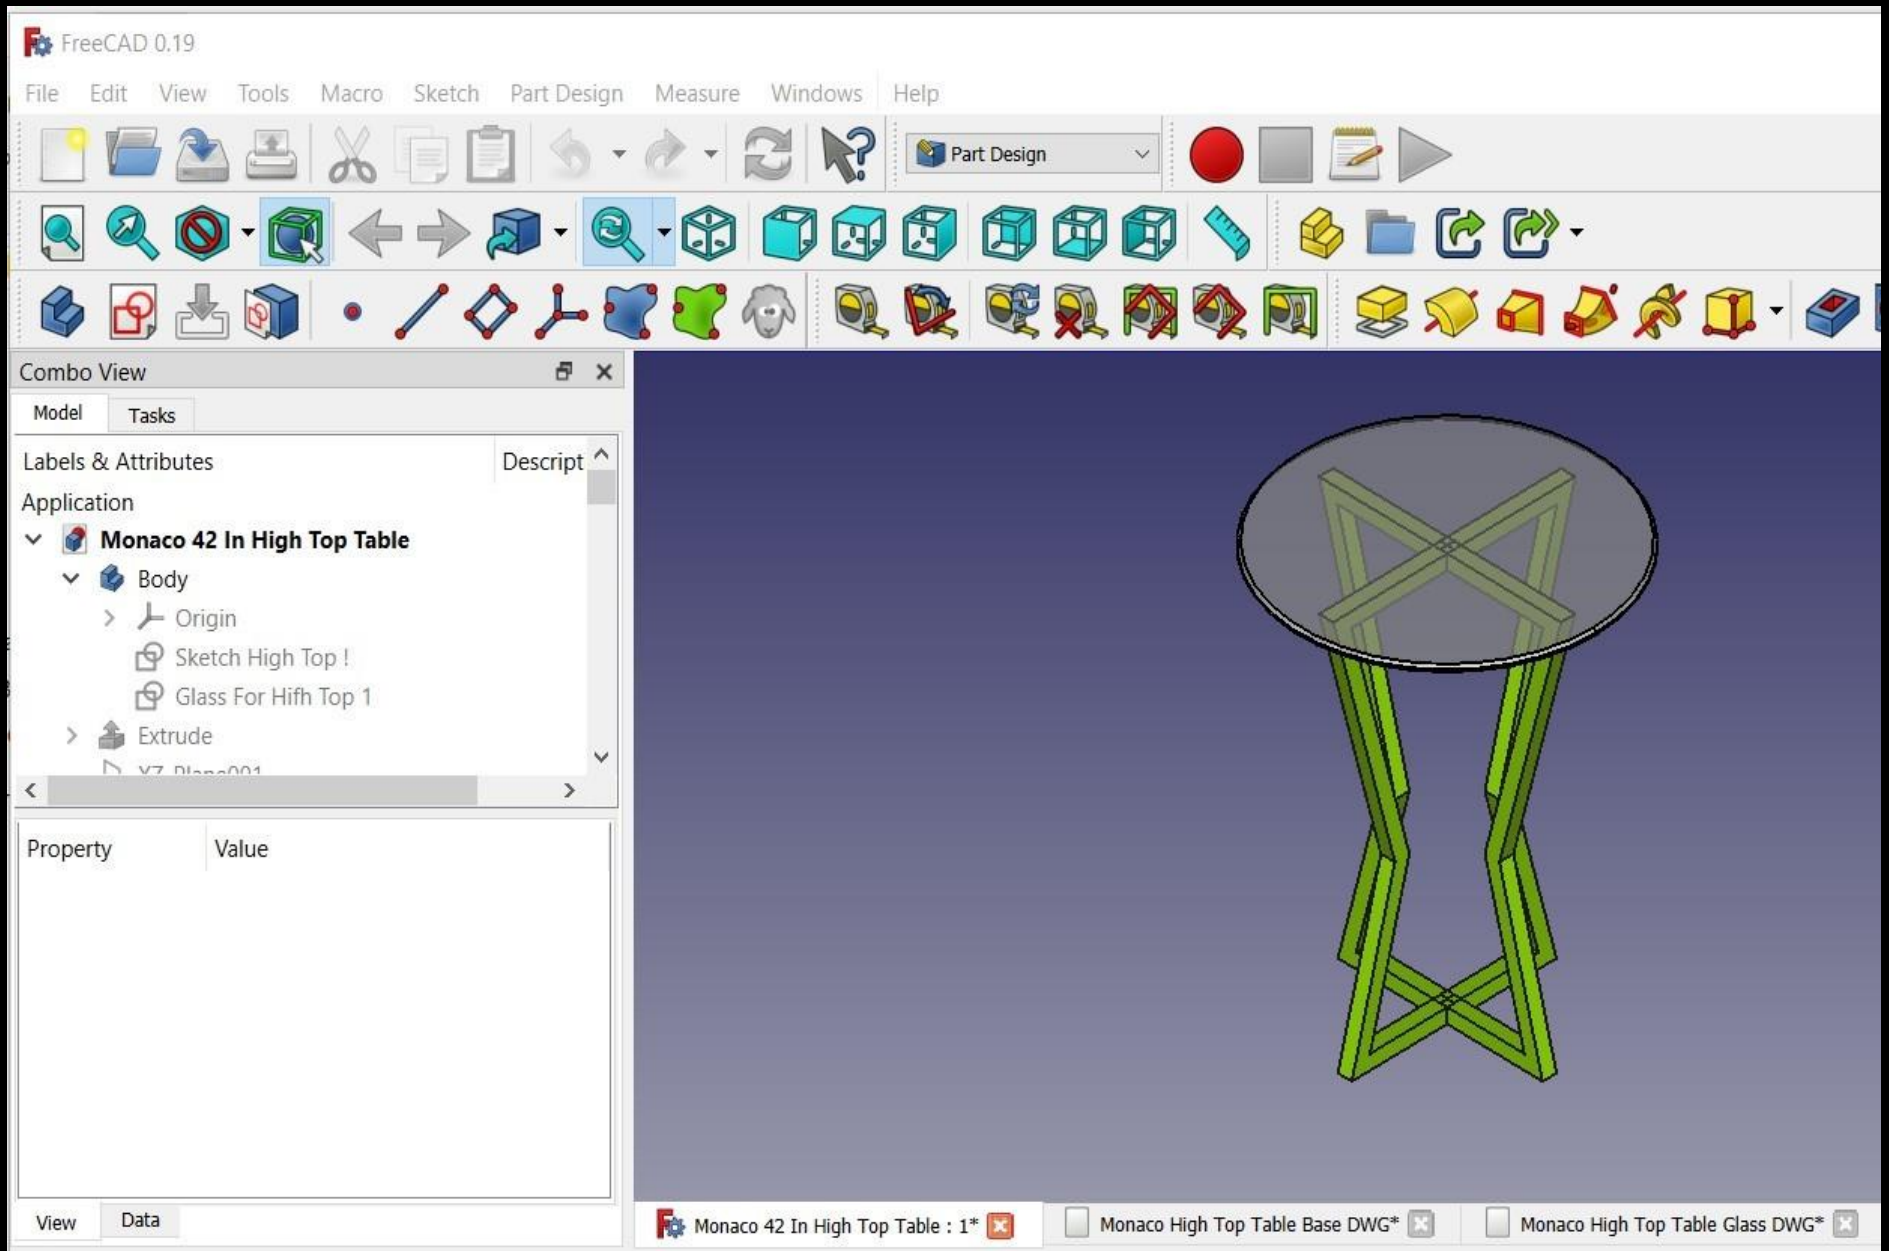 FreeCAD 0.19
File Edit View Tools Macro Sketch Part Design Measure Windows Help
Part Design
Combo View
Model Tasks
Labels & Attributes Descript
Application
Monaco 42 In High Top Table
Body
Origin
Sketch High Top !
Glass For Hifh Top 1
Extrude
YZ_Plane001
Property Value
View Data
Monaco 42 In High Top Table : 1* Monaco High Top Table Base DWG* Monaco High Top Table Glass DWG*